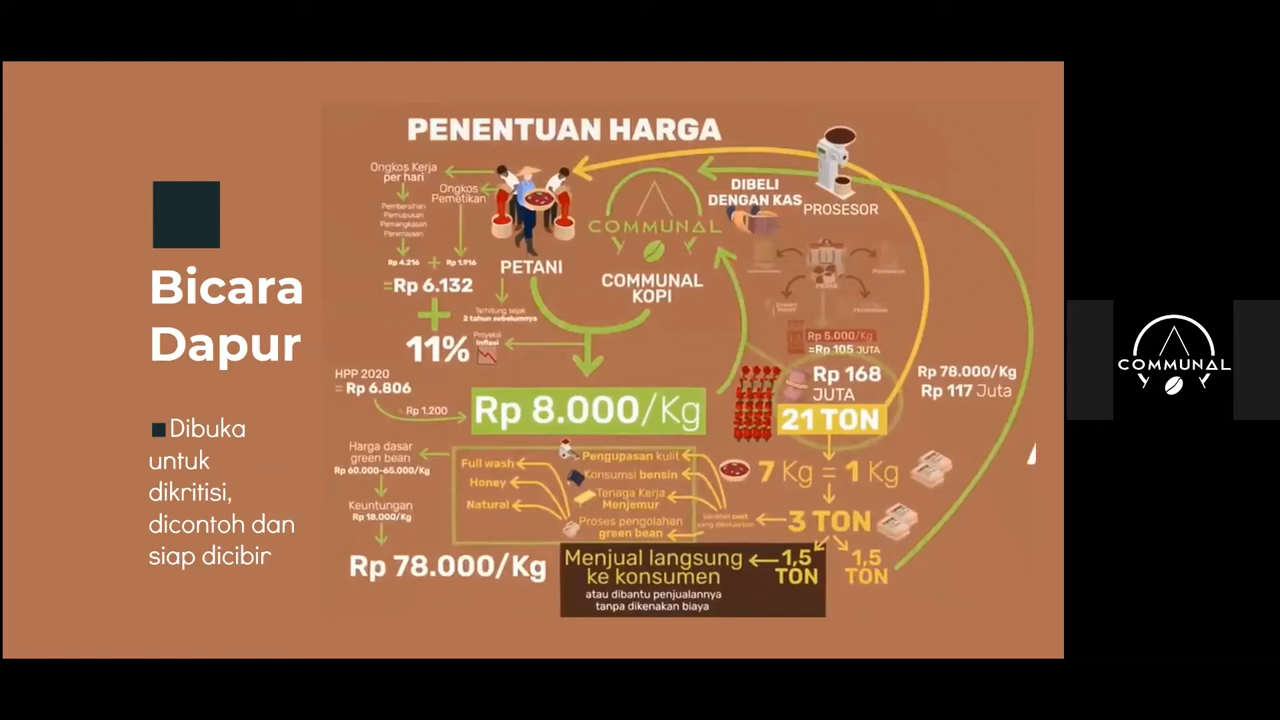 Bicara
Dapur
Dibuka
untuk
dikritisi,
dicontoh dan
siap dicibir
PENENTUAN HARGA
Ongkos Kerja
per hari
Ongkos
Pemetikan
Pembersihan
Pemupukan
Pemangkasan
Rp 4.216 + Rp 1.916
=Rp 6.132
+
11%
Proyeksi
Inflasi
Terhitung sejak
2 tahun sebelumnya
PETANI
COMMUNAL
COMMUNAL
KOPI
DIBELI
DENGAN KAS
PROSESOR
HPP 2020
= Rp 6.806
Rp 1.200
Rp 8.000/Kg
Rp 5.000/Kg
=Rp 105 JUTA
Rp 168
JUTA
21 TON
Rp 78.000/Kg
Rp 117 Juta
7 Kg = 1 Kg
3 TON
1,5
TON
1,5
TON
Harga dasar
green bean
Rp 60.000-65.000/Kg
Keuntungan
Rp 18.000/Kg
Rp 78.000/Kg
Full wash
Honey
Natural
Pengupasan kulit
Konsumsi bensin
Tenaga Kerja
Menjemur
Proses pengolahan
green bean
Menjual langsung
ke konsumen
atau dibantu penjualannya
tanpa dikenakan biaya
COMMUNAL